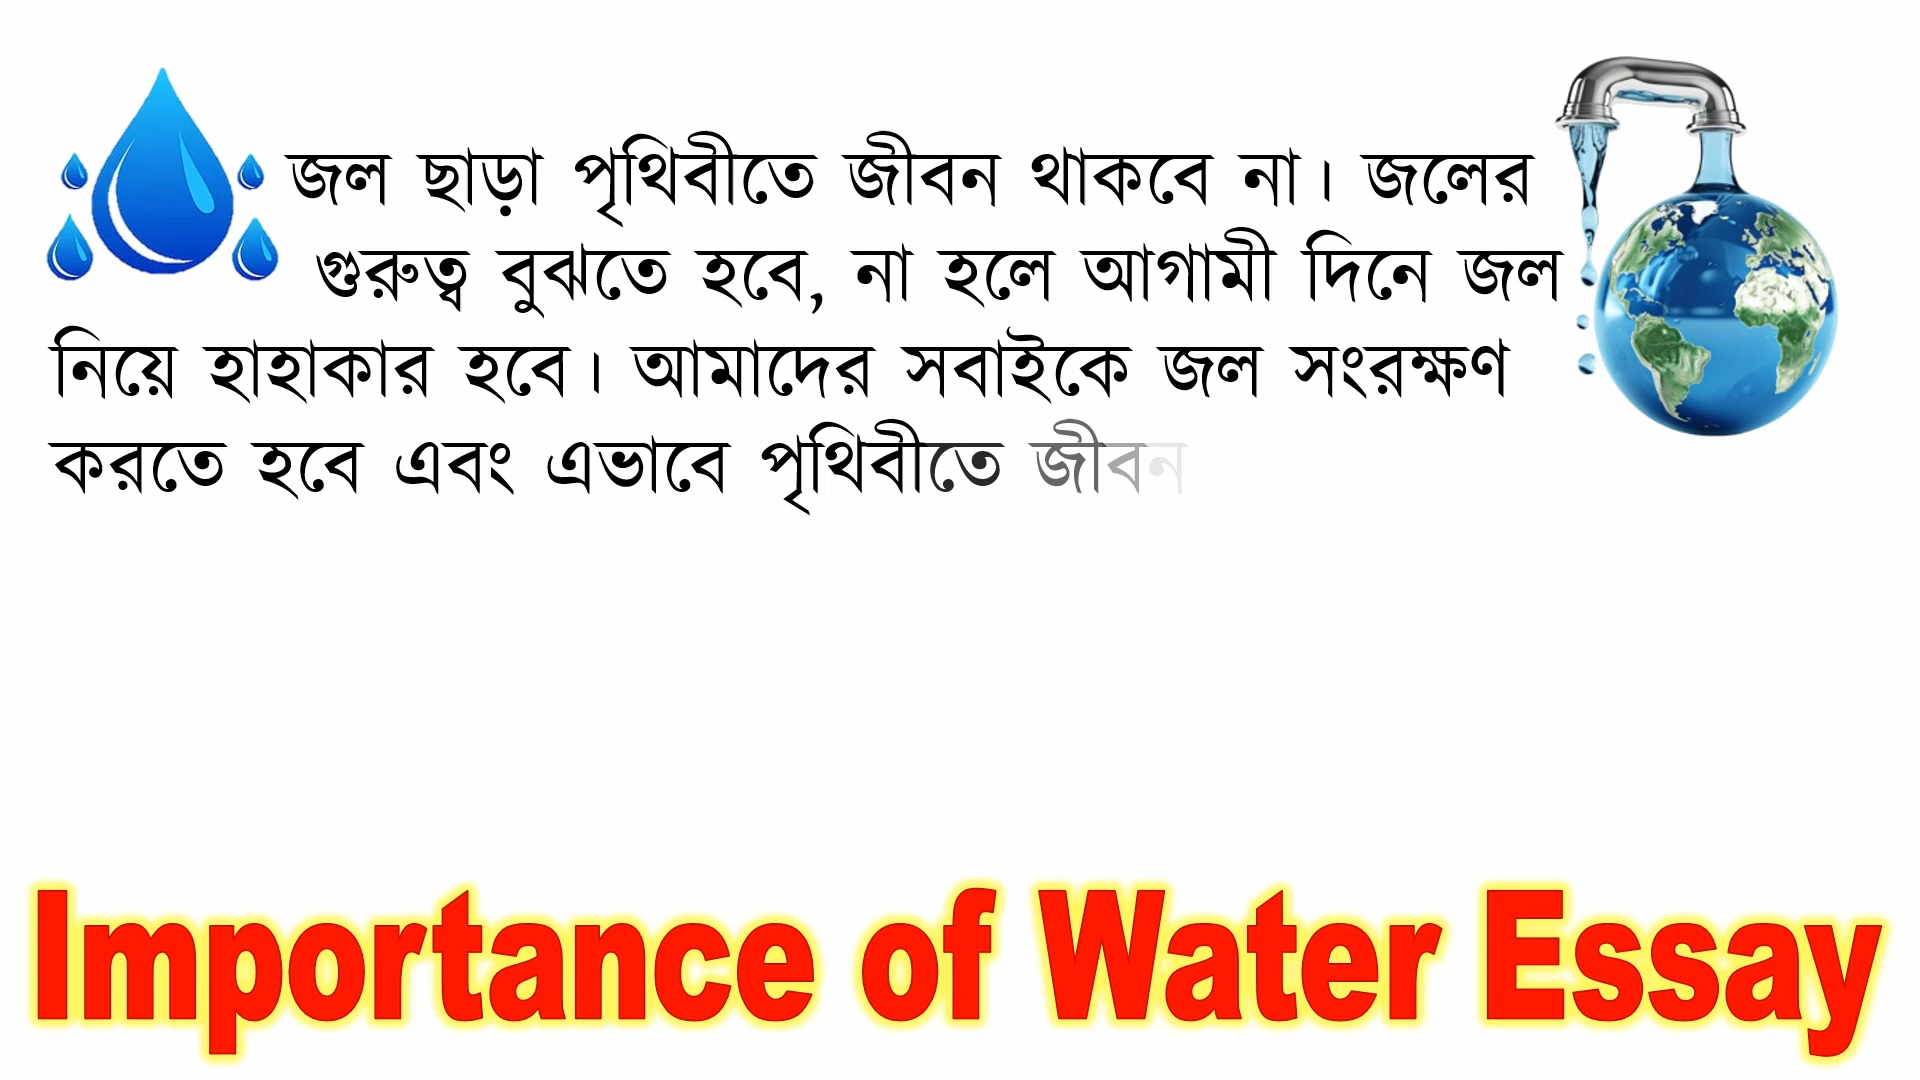 জল ছাড়া পৃথিবীতে জীবন থাকবে না। জলের
গুরুত্ব বুঝতে হবে, না হলে আগামী দিনে জল
নিয়ে হাহাকার হবে। আমাদের সবাইকে জল সংরক্ষণ
করতে হবে এবং এভাবে পৃথিবীতে জীবন
Importance of Water Essay